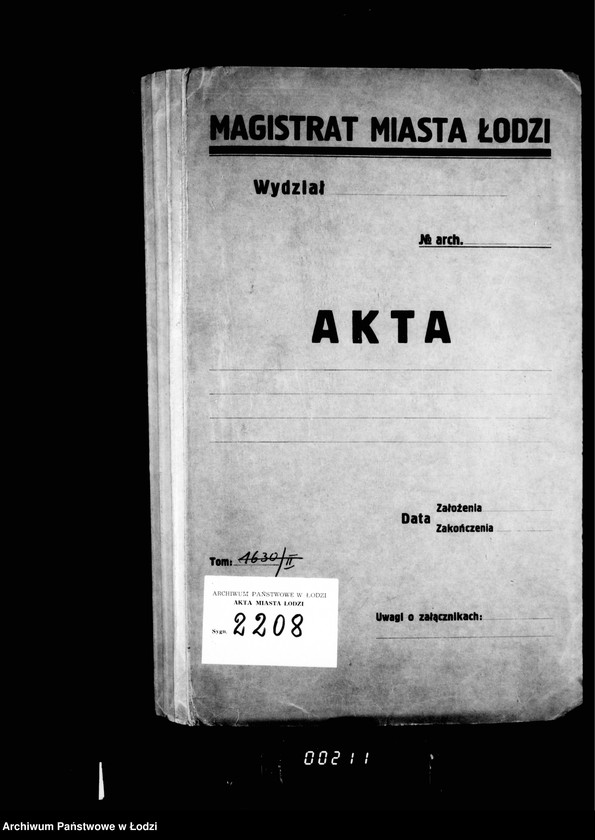 MAGISTRAT MIASTA ŁODZI
Wydział
№ arch.
AKTA
Data
Założenia
Zakończenia
Tom: 1630/II
ARCHIWUM PAŃSTWOWE W ŁODZI
AKTA MIASTA ŁODZI
Sygn. 2208
Uwagi o załącznikach:
00211
Archiwum Państwowe w Łodzi